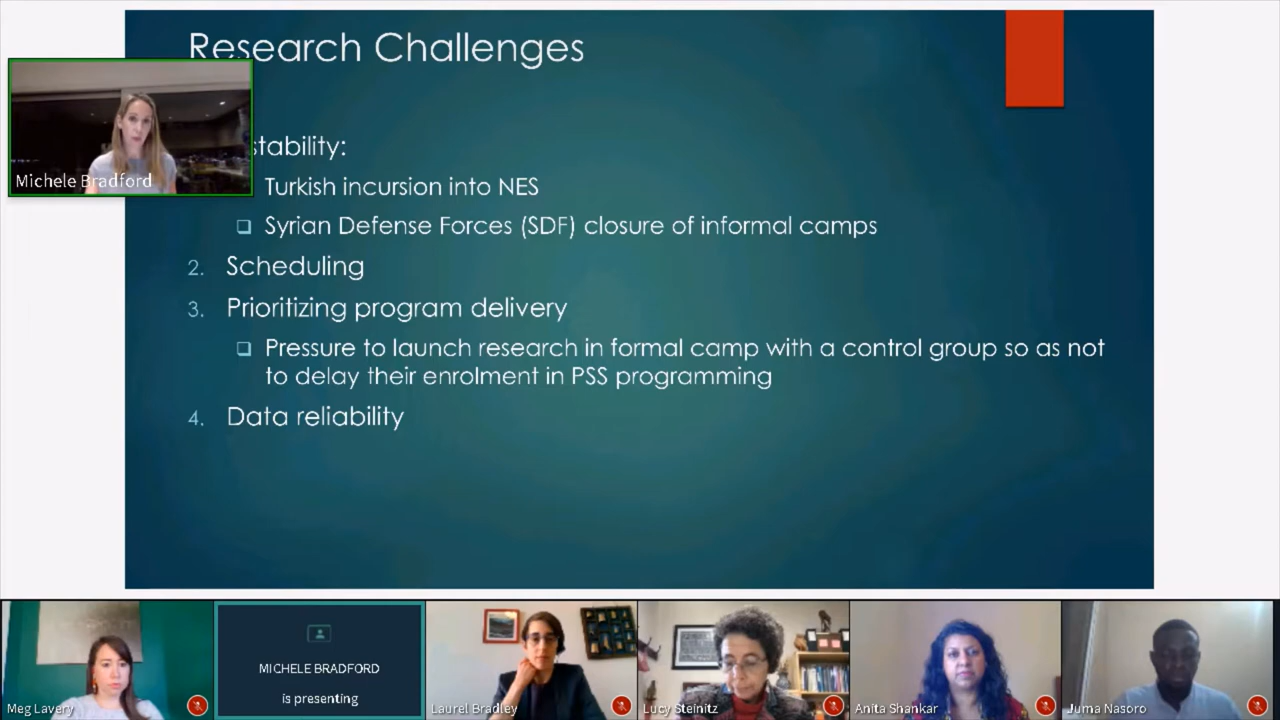 Research Challenges
stability:
Turkish incursion into NES
Syrian Defense Forces (SDF) closure of informal camps
2. Scheduling
3. Prioritizing program delivery
Pressure to launch research in formal camp with a control group so as not
to delay their enrolment in PSS programming
4. Data reliability
Michele Bradford
Meg Lavery
MICHELE BRADFORD
is presenting
Laurel Bradley
Lucy Steinitz
Anita Shankar
Juma Nasoro